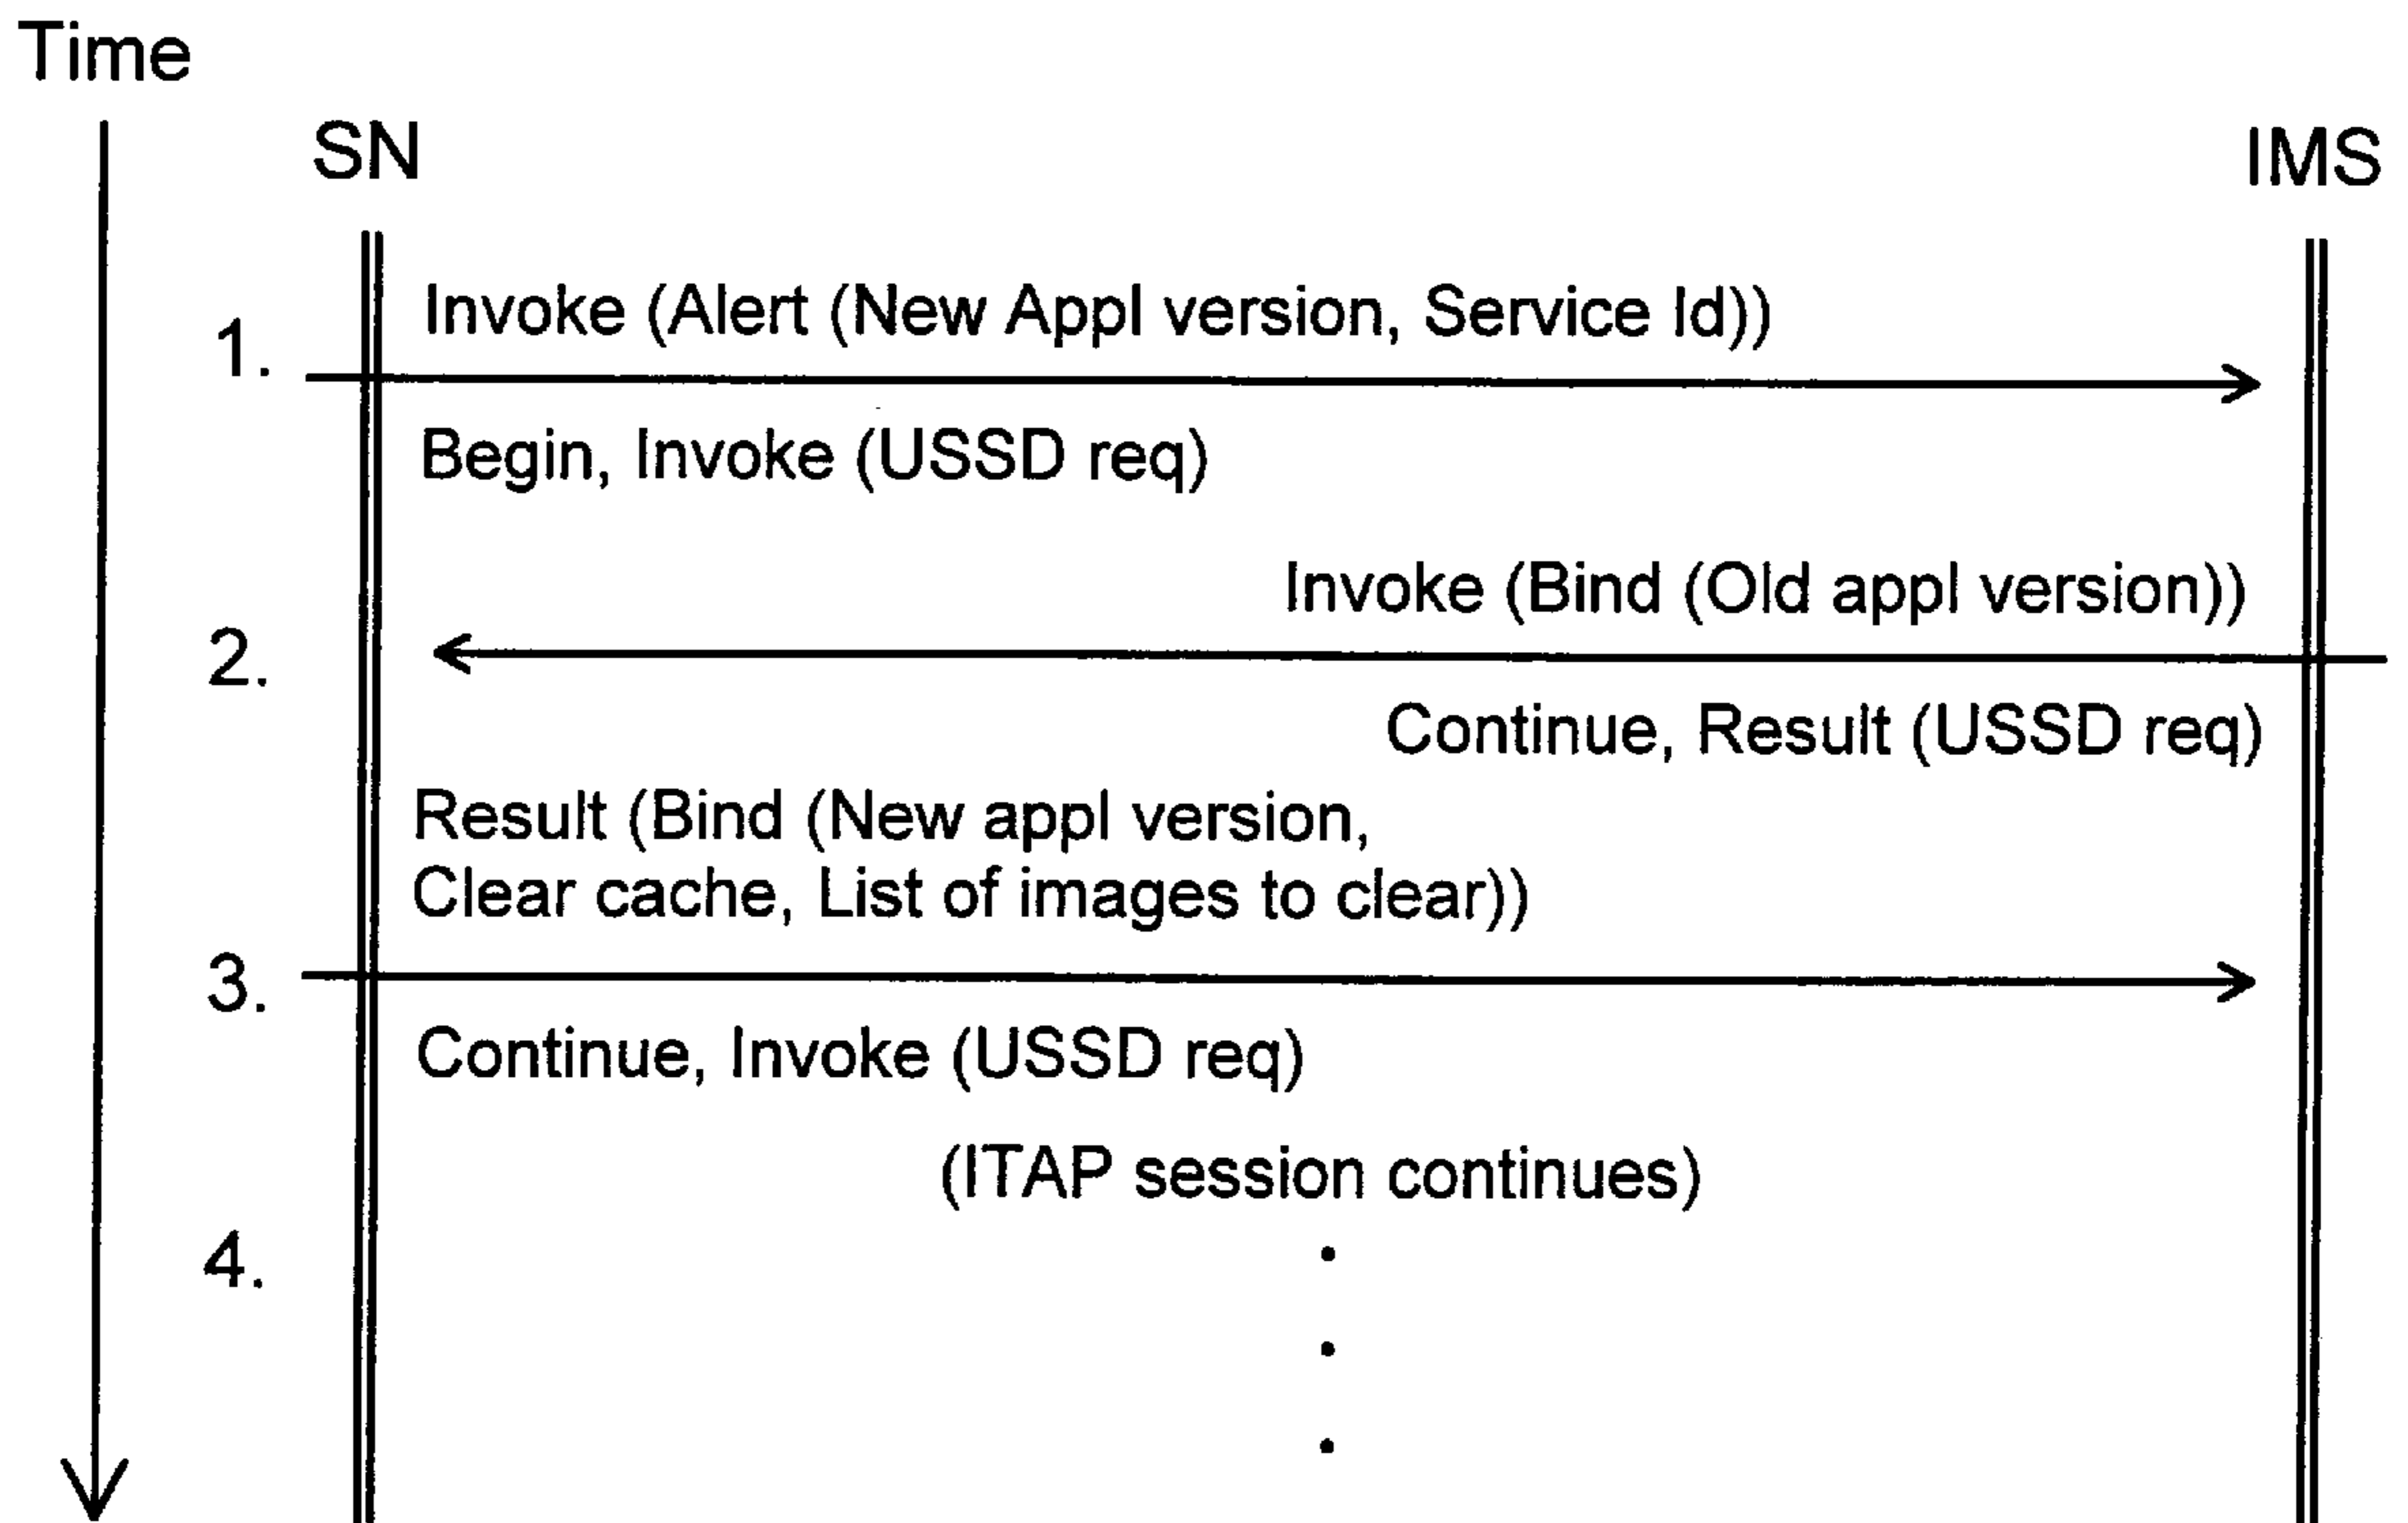 Time
SN
IMS
Invoke (Alert (New Appl version, Service Id))
1.
Begin, Invoke (USSD req)
Invoke (Bind (Old appl version))
2.
Continue, Result (USSD req)
Result (Bind (New appl version,
Clear cache, List of images to clear))
3.
Continue, Invoke (USSD req)
(ITAP session continues)
4.